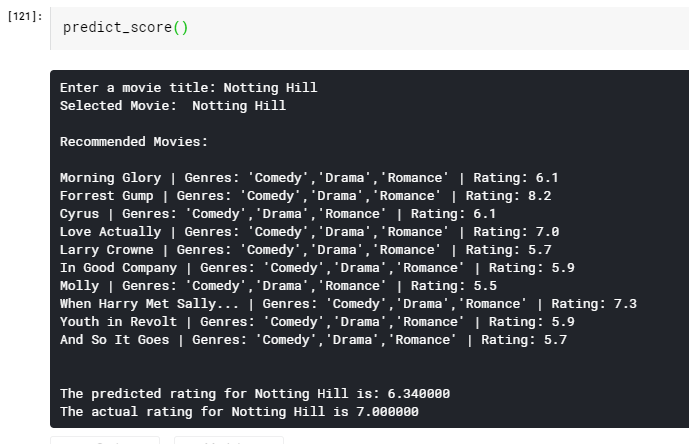 [121]:
predict_score()
Enter a movie title: Notting Hill
Selected Movie:  Notting Hill
Recommended Movies:
Morning Glory | Genres: 'Comedy','Drama','Romance' | Rating: 6.1
Forrest Gump | Genres: 'Comedy','Drama','Romance' | Rating: 8.2
Cyrus | Genres: 'Comedy','Drama','Romance' | Rating: 6.1
Love Actually | Genres: 'Comedy','Drama','Romance' | Rating: 7.0
Larry Crowne | Genres: 'Comedy','Drama','Romance' | Rating: 5.7
In Good Company | Genres: 'Comedy','Drama','Romance' | Rating: 5.9
Molly | Genres: 'Comedy','Drama','Romance' | Rating: 5.5
When Harry Met Sally... | Genres: 'Comedy','Drama','Romance' | Rating: 7.3
Youth in Revolt | Genres: 'Comedy','Drama','Romance' | Rating: 5.9
And So It Goes | Genres: 'Comedy','Drama','Romance' | Rating: 5.7
The predicted rating for Notting Hill is: 6.340000
The actual rating for Notting Hill is 7.000000